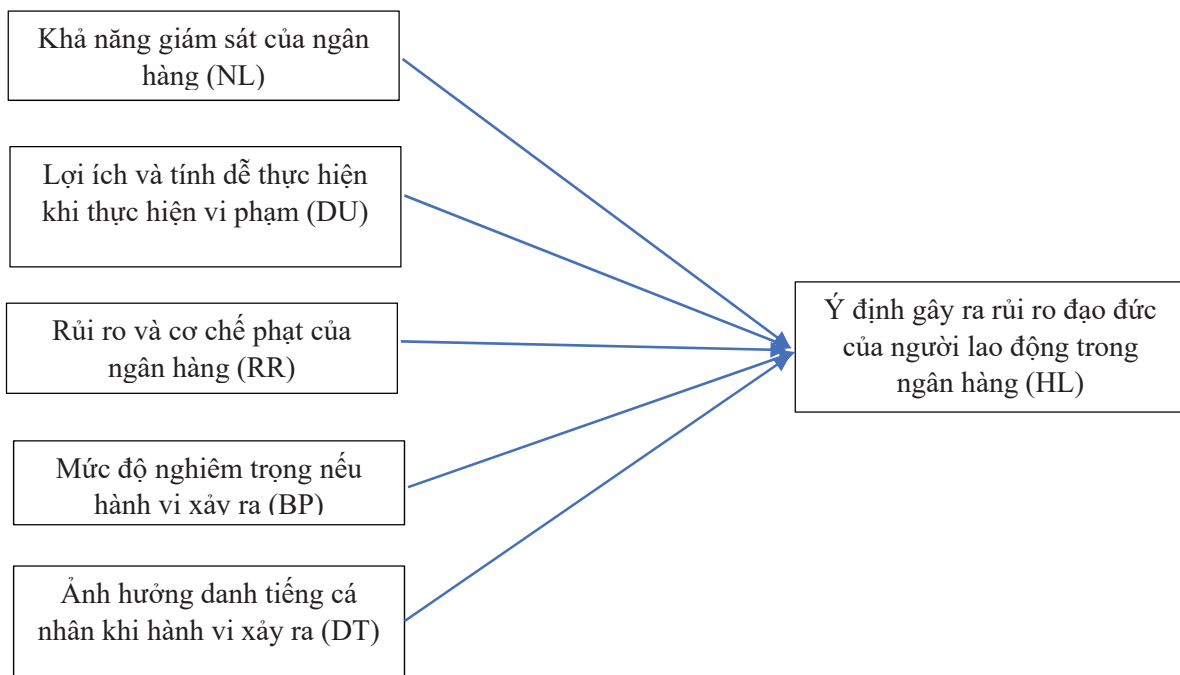 Khả năng giám sát của ngân
hàng (NL)
Lợi ích và tính dễ thực hiện
khi thực hiện vi phạm (DU)
Rủi ro và cơ chế phạt của
ngân hàng (RR)
Mức độ nghiêm trọng nếu
hành vi xảy ra (BP)
Ảnh hưởng danh tiếng cá
nhân khi hành vi xảy ra (DT)
Ý định gây ra rủi ro đạo đức
của người lao động trong
ngân hàng (HL)